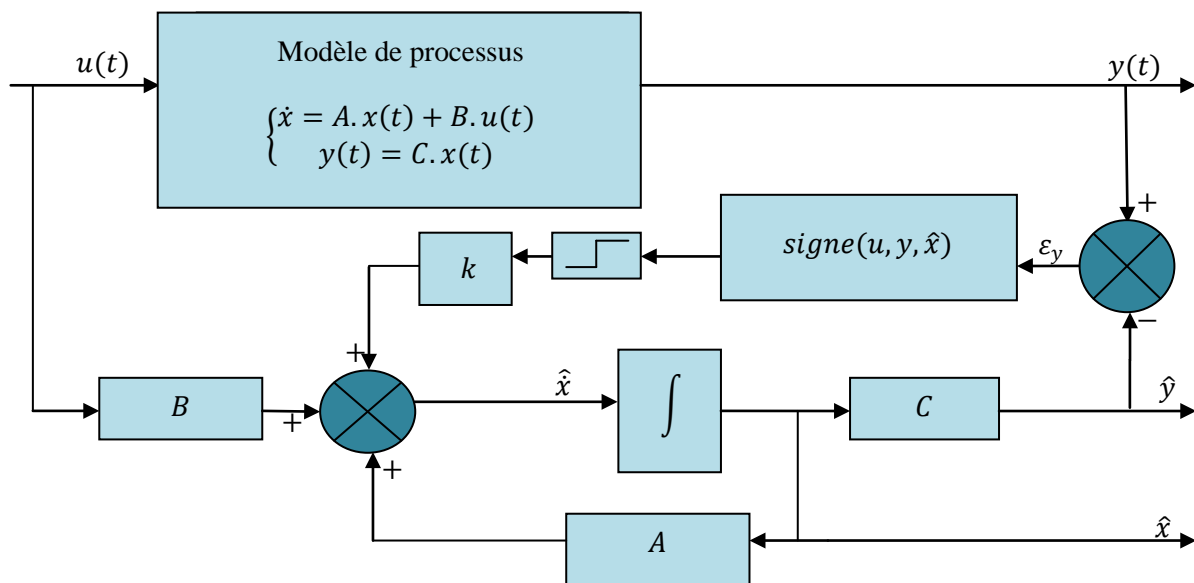 u(t)
Modèle de processus
ẋ = A.x(t) + B.u(t)
y(t) = C.x(t)
y(t)
+
signe(u, y, x̂)
ε_y
k
−
+
B
+
x̂̇
∫
C
ŷ
+
A
x̂